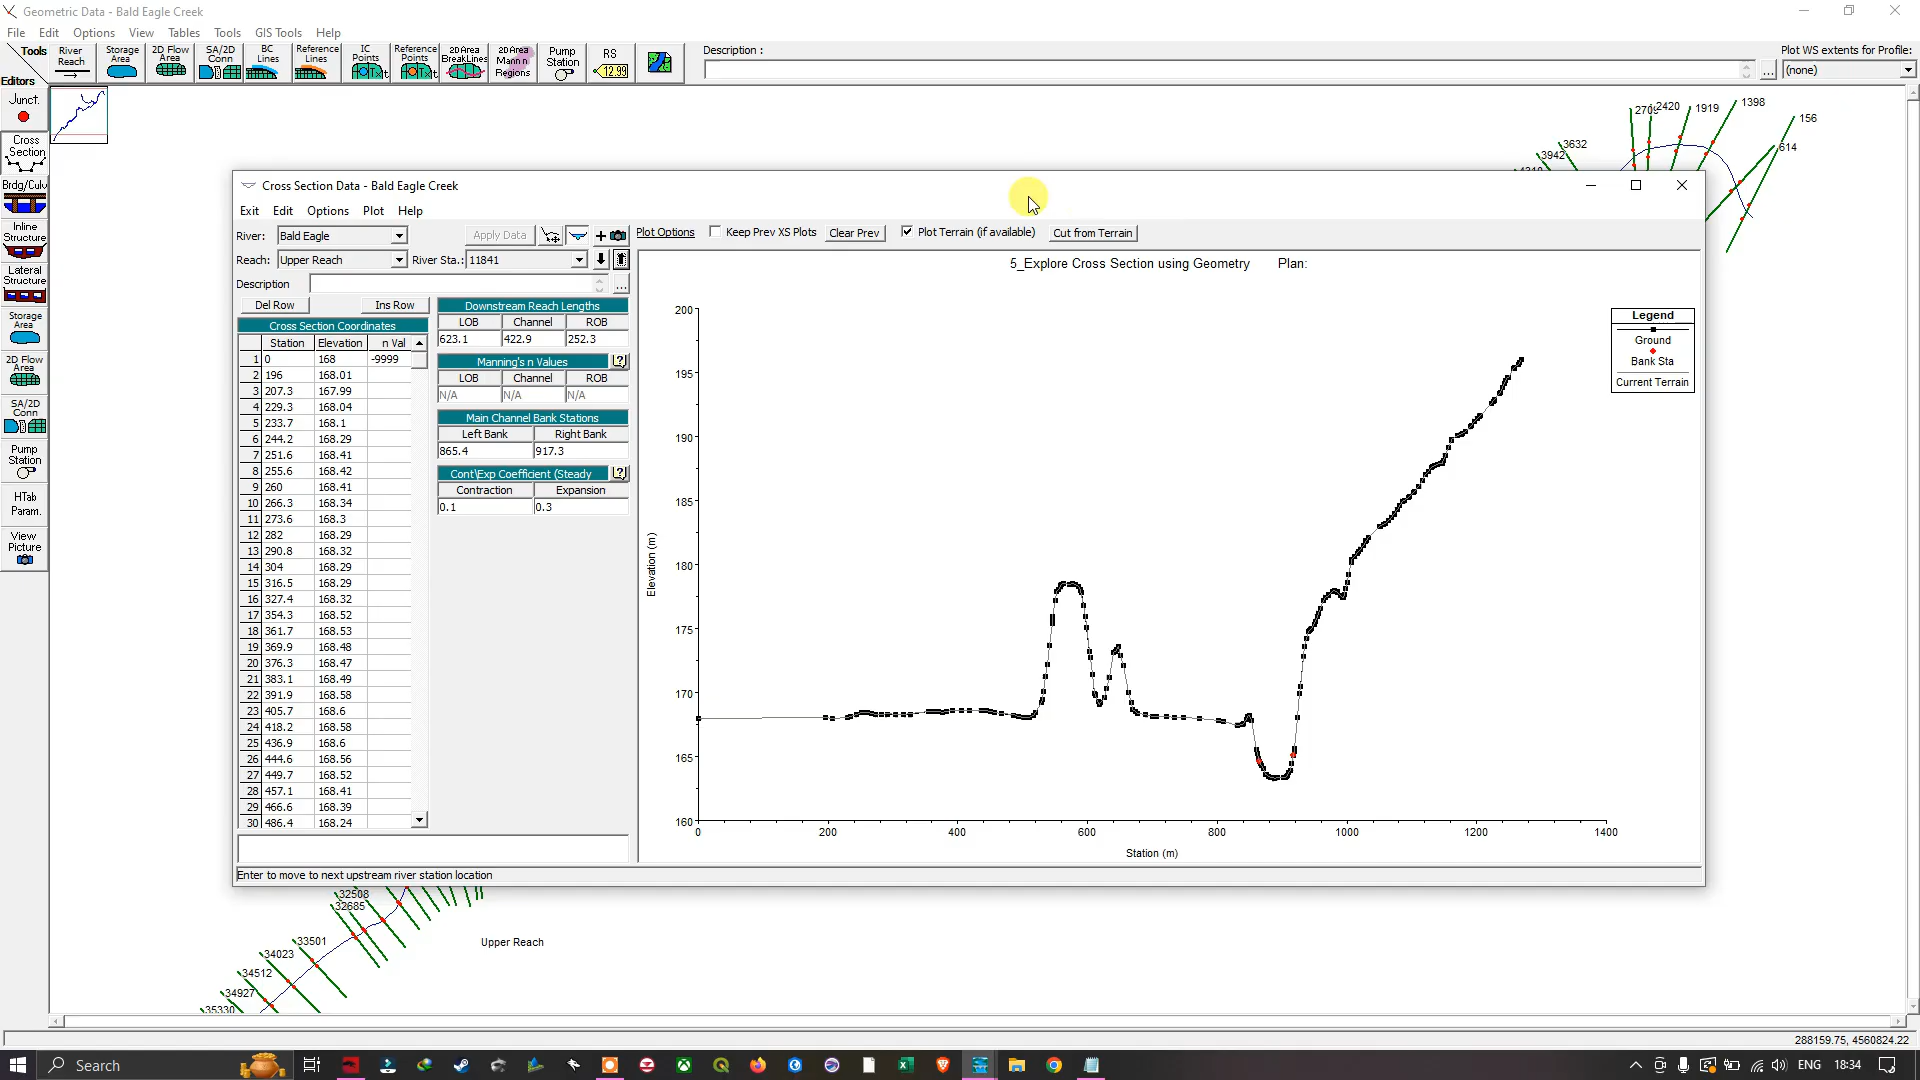 Geometric Data - Bald Eagle Creek
File Edit Options View Tables Tools GIS Tools Help
Tools
Editors
River Reach
Storage Area
2D Flow Area
SA/2D Conn
BC Lines
Reference Lines
IC Points
Reference Points
2D Area BreakLines
2D Area Mann n Regions
Pump Station
RS
12.99
Description :
...
Plot WS extents for Profile:
(none)
Junct.
Cross Section
Brdg/Culv
Inline Structure
Lateral Structure
Storage Area
2D Flow Area
SA/2D Conn
Pump Station
HTab Param.
View Picture
2420
1919
1398
156
614
3632
3942
Cross Section Data - Bald Eagle Creek
Exit Edit Options Plot Help
River: Bald Eagle Apply Data
Reach: Upper Reach River Sta.: 11841
Description ...
Plot Options Keep Prev XS Plots Clear Prev Plot Terrain (if available) Cut from Terrain
Del Row Ins Row
Cross Section Coordinates
Station Elevation n Val
1 0 168 -9999
2 196 168.01
3 207.3 167.99
4 229.3 168.04
5 233.7 168.1
6 244.2 168.29
7 251.6 168.41
8 255.6 168.42
9 260 168.41
10 266.3 168.34
11 273.6 168.3
12 282 168.29
13 290.8 168.32
14 304 168.29
15 316.5 168.29
16 327.4 168.32
17 354.3 168.52
18 361.7 168.53
19 369.9 168.48
20 376.3 168.47
21 383.1 168.49
22 391.9 168.58
23 405.7 168.6
24 418.2 168.58
25 436.9 168.6
26 444.6 168.56
27 449.7 168.52
28 457.1 168.41
29 466.6 168.39
30 486.4 168.24
Downstream Reach Lengths
LOB Channel ROB
623.1 422.9 252.3
Manning's n Values
LOB Channel ROB
N/A N/A N/A
Main Channel Bank Stations
Left Bank Right Bank
865.4 917.3
Cont\Exp Coefficient (Steady
Contraction Expansion
0.1 0.3
5_Explore Cross Section using Geometry Plan:
200
195
190
185
180
175
170
165
160
Elevation (m)
0 200 400 600 800 1000 1200 1400
Station (m)
Legend
Ground
Bank Sta
Current Terrain
Enter to move to next upstream river station location
32508
32685
33501
34023
34512
34927
35330
Upper Reach
288159.75, 4560824.22
Search
ENG 18:34